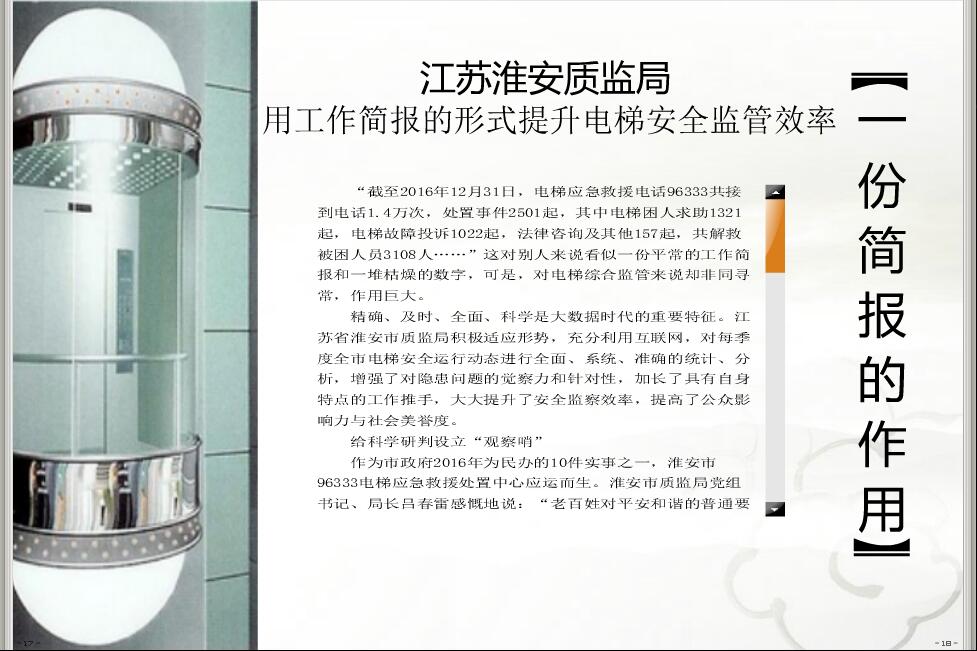 江苏淮安质监局
用工作简报的形式提升电梯安全监管效率
【一份简报的作用】
“截至2016年12月31日，电梯应急救援电话96333共接
到电话1.4万次，处置事件2501起，其中电梯困人求助1321
起，电梯故障投诉1022起，法律咨询及其他157起，共解救
被困人员3108人……”这对别人来说看似一份平常的工作简
报和一堆枯燥的数字，可是，对电梯综合监管来说却非同寻
常，作用巨大。
精确、及时、全面、科学是大数据时代的重要特征。江
苏省淮安市质监局积极适应形势，充分利用互联网，对每季
度全市电梯安全运行动态进行全面、系统、准确的统计、分
析，增强了对隐患问题的觉察力和针对性，加长了具有自身
特点的工作推手，大大提升了安全监察效率，提高了公众影
响力与社会美誉度。
给科学研判设立“观察哨”
作为市政府2016年为民办的10件实事之一，淮安市
96333电梯应急救援处置中心应运而生。淮安市质监局党组
书记、局长吕春雷感慨地说：“老百姓对平安和谐的普通要
-17-
-18-